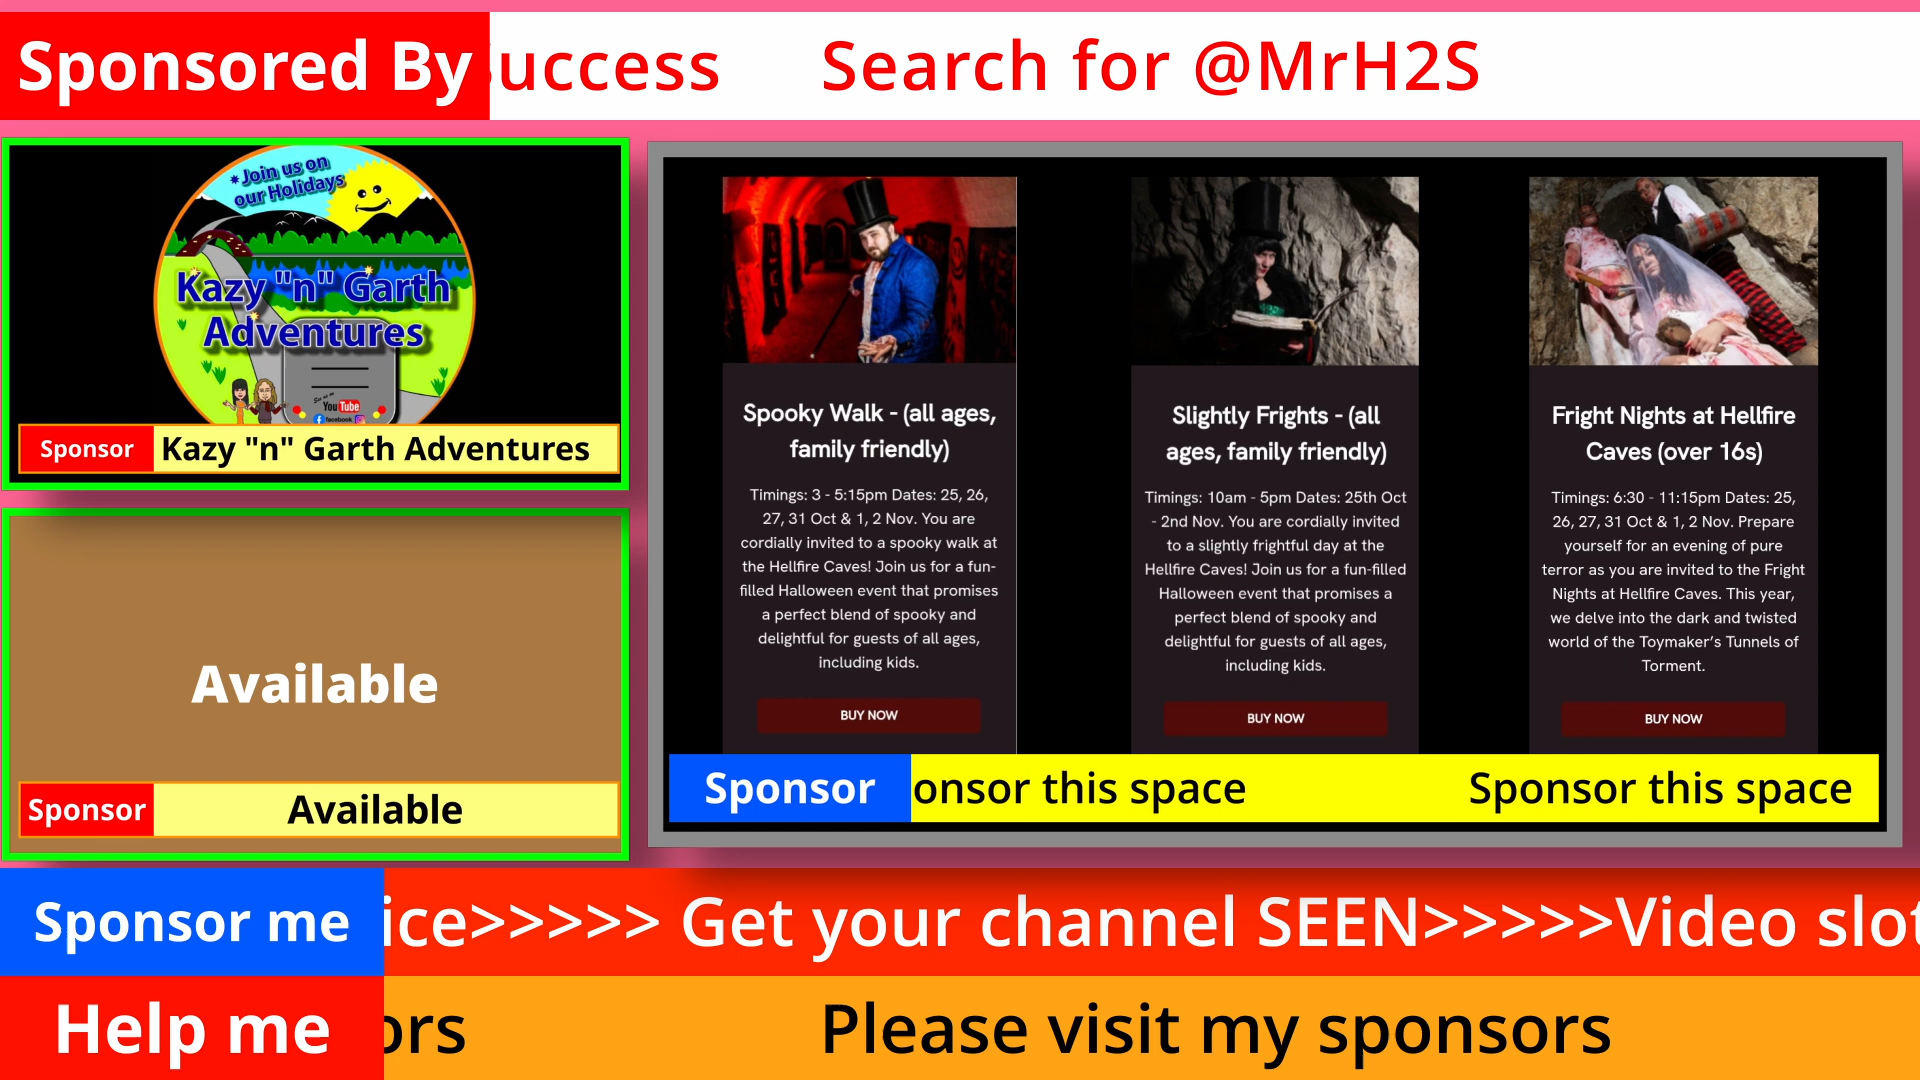 Sponsored By
uccess Search for @MrH2S
*Join us on
our Holidays
Kazy "n" Garth
Adventures
See us on
YouTube
facebook
Sponsor Kazy "n" Garth Adventures
Available
Sponsor Available
Spooky Walk - (all ages,
family friendly)
Timings: 3 - 5:15pm Dates: 25, 26,
27, 31 Oct & 1, 2 Nov. You are
cordially invited to a spooky walk at
the Hellfire Caves! Join us for a fun-
filled Halloween event that promises
a perfect blend of spooky and
delightful for guests of all ages,
including kids.
BUY NOW
Slightly Frights - (all
ages, family friendly)
Timings: 10am - 5pm Dates: 25th Oct
- 2nd Nov. You are cordially invited
to a slightly frightful day at the
Hellfire Caves! Join us for a fun-filled
Halloween event that promises a
perfect blend of spooky and
delightful for guests of all ages,
including kids.
BUY NOW
Fright Nights at Hellfire
Caves (over 16s)
Timings: 6:30 - 11:15pm Dates: 25,
26, 27, 31 Oct & 1, 2 Nov. Prepare
yourself for an evening of pure
terror as you are invited to the Fright
Nights at Hellfire Caves. This year,
we delve into the dark and twisted
world of the Toymaker's Tunnels of
Torment.
BUY NOW
Sponsor onsor this space Sponsor this space
Sponsor me ice>>>>> Get your channel SEEN>>>>>Video slot
Help me ors Please visit my sponsors